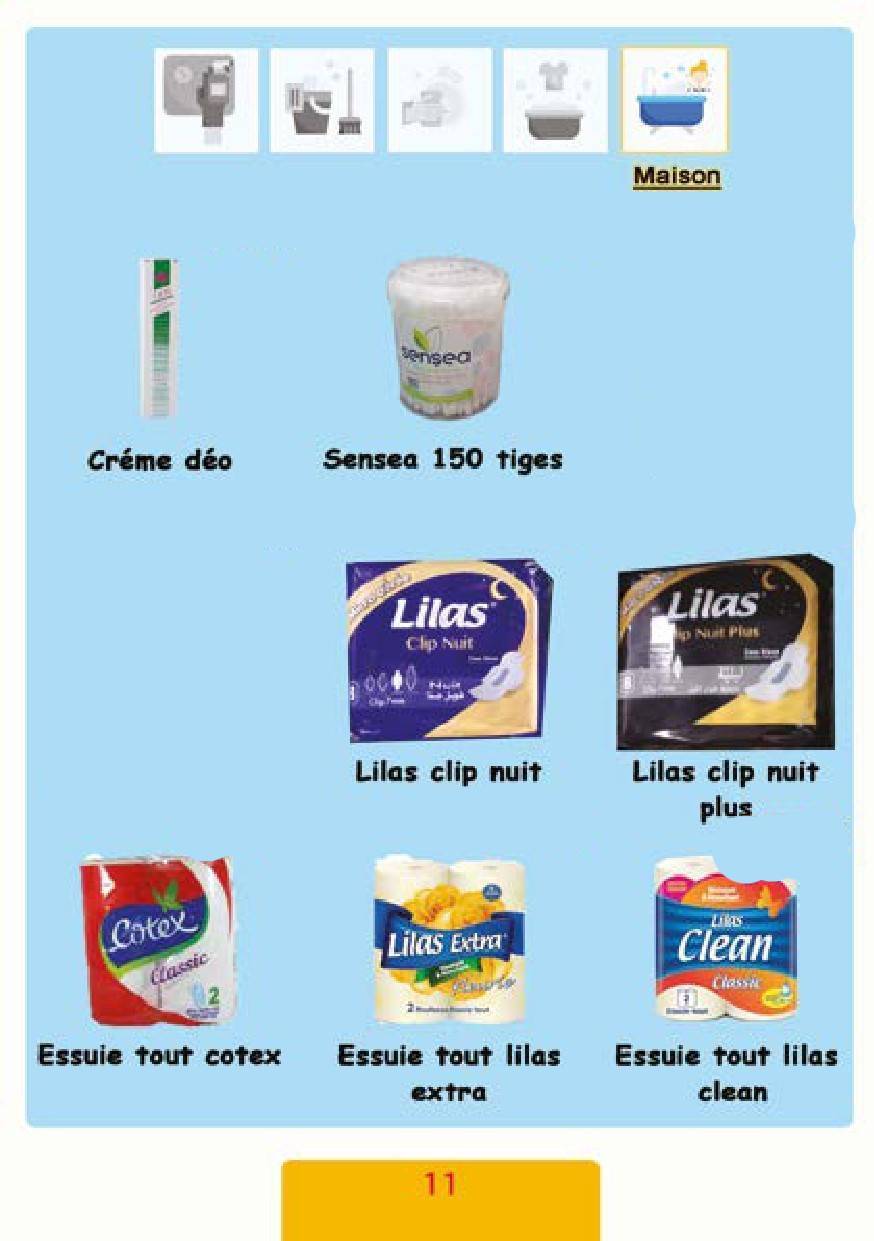 Maison
sensea
Créme déo
Sensea 150 tiges
Lilas
Clip Nuit
Lilas
Clip Nuit Plus
Lilas clip nuit
Lilas clip nuit
plus
Cotex
Classic
2
Lilas Extra
Lilas
Clean
Classic
Essuie tout cotex
Essuie tout lilas
extra
Essuie tout lilas
clean
11